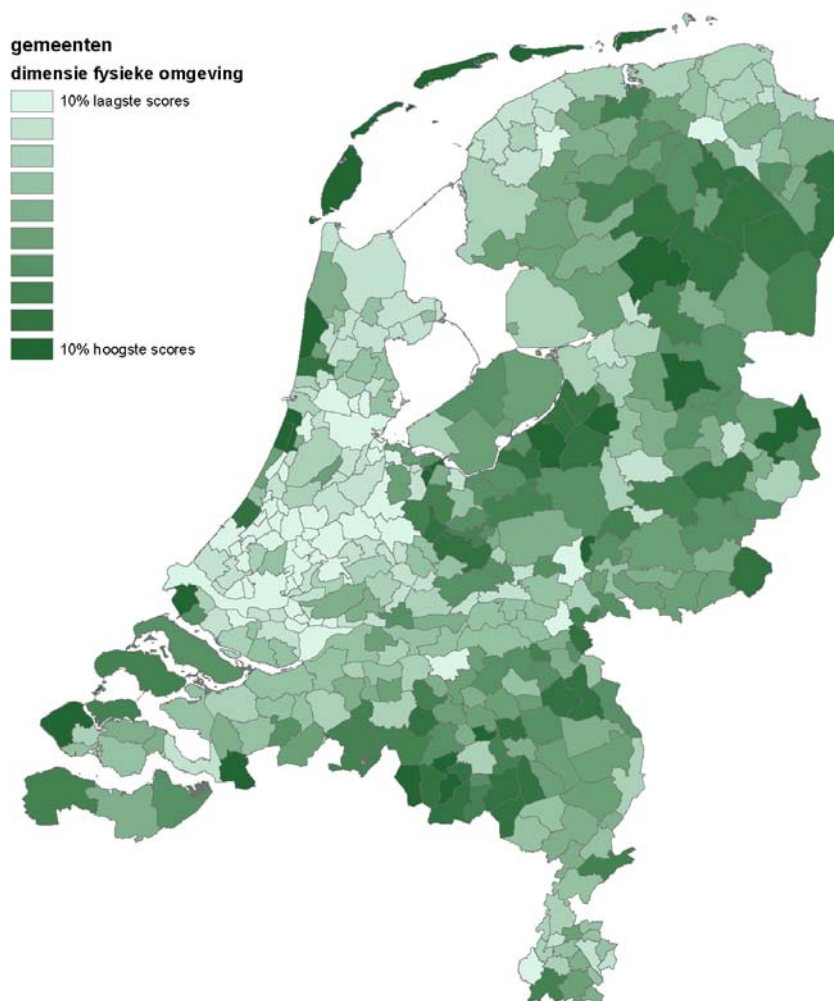 gemeenten
dimensie fysieke omgeving
10% laagste scores
10% hoogste scores